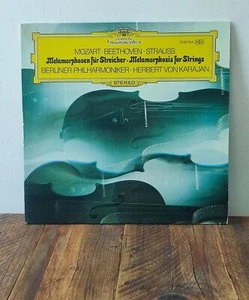 MOZART · BEETHOVEN · STRAUSS
Metamorphosen für Streicher · Metamorphosis for Strings
BERLINER PHILHARMONIKER · HERBERT VON KARAJAN
STEREO